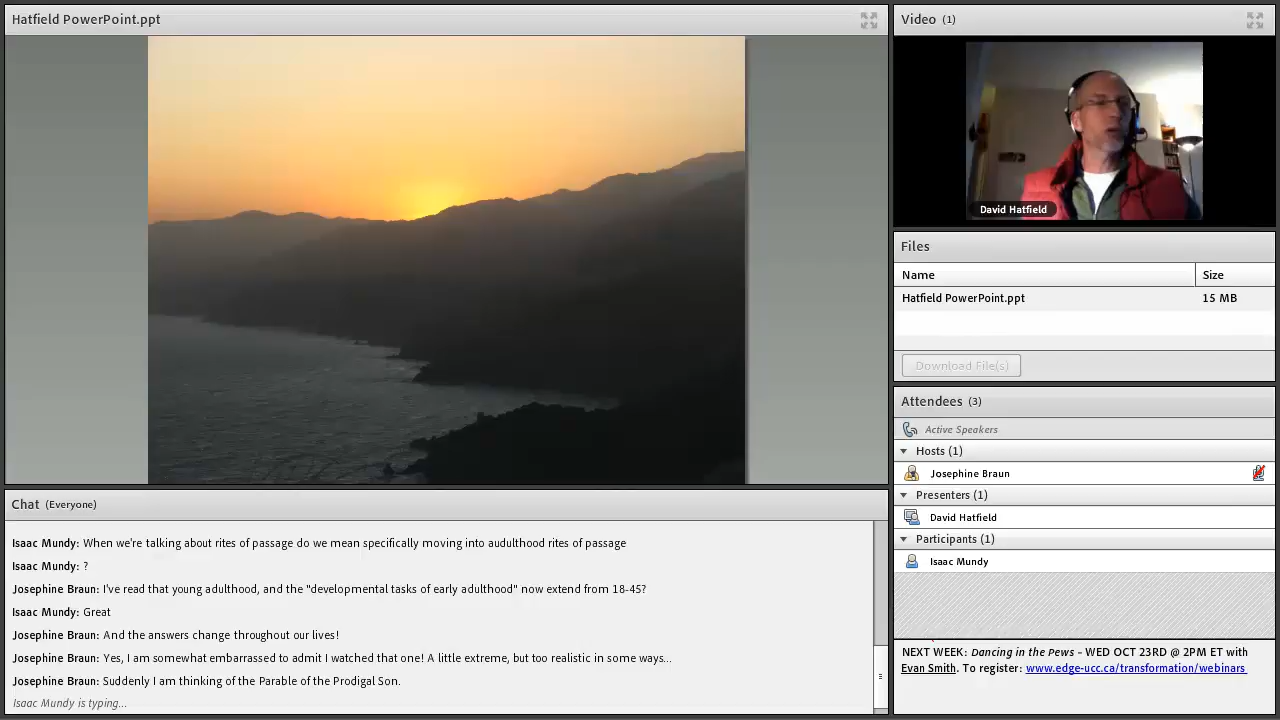 Hatfield PowerPoint.ppt
Video (1)
David Hatfield
Files
Name Size
Hatfield PowerPoint.ppt 15 MB
Download File(s)
Attendees (3)
Active Speakers
Hosts (1)
Josephine Braun
Presenters (1)
David Hatfield
Participants (1)
Isaac Mundy
Chat (Everyone)
Isaac Mundy: When we're talking about rites of passage do we mean specifically moving into audulthood rites of passage
Isaac Mundy: ?
Josephine Braun: I've read that young adulthood, and the "developmental tasks of early adulthood" now extend from 18-45?
Isaac Mundy: Great
Josephine Braun: And the answers change throughout our lives!
Josephine Braun: Yes, I am somewhat embarrassed to admit I watched that one! A little extreme, but too realistic in some ways...
Josephine Braun: Suddenly I am thinking of the Parable of the Prodigal Son.
Isaac Mundy is typing...
NEXT WEEK: Dancing in the Pews - WED OCT 23RD @ 2PM ET with
Evan Smith. To register: www.edge-ucc.ca/transformation/webinars